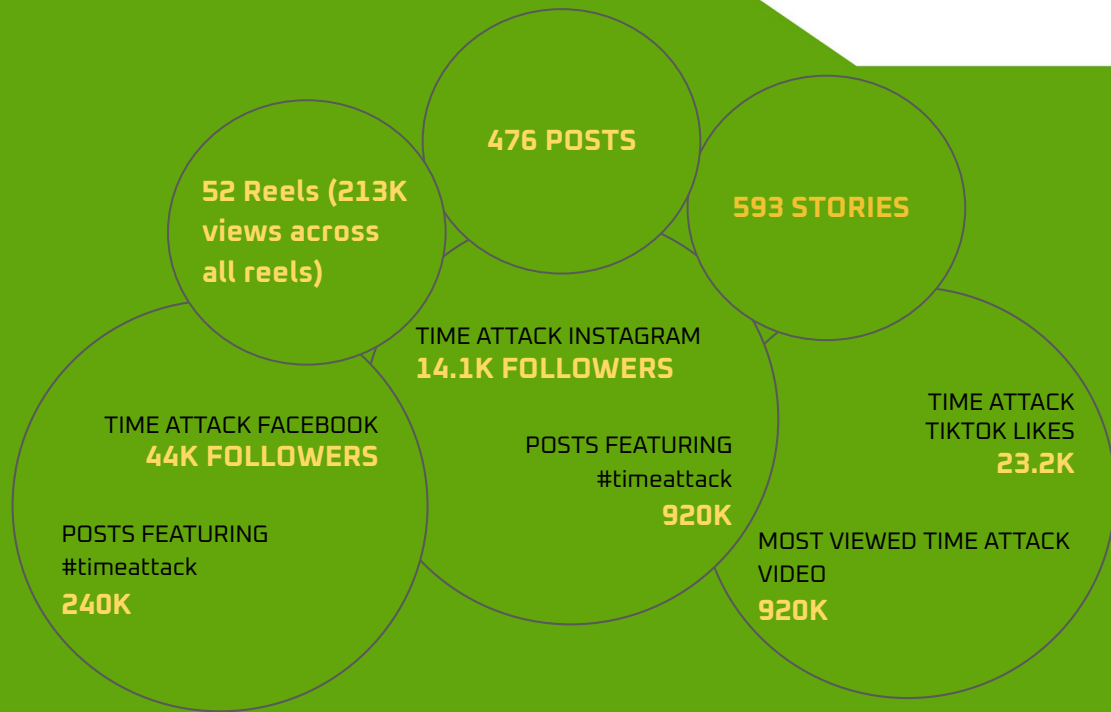 476 POSTS
52 Reels (213K
views across
all reels)
593 STORIES
TIME ATTACK INSTAGRAM
14.1K FOLLOWERS
POSTS FEATURING
#timeattack
920K
TIME ATTACK FACEBOOK
44K FOLLOWERS
POSTS FEATURING
#timeattack
240K
TIME ATTACK
TIKTOK LIKES
23.2K
MOST VIEWED TIME ATTACK
VIDEO
920K